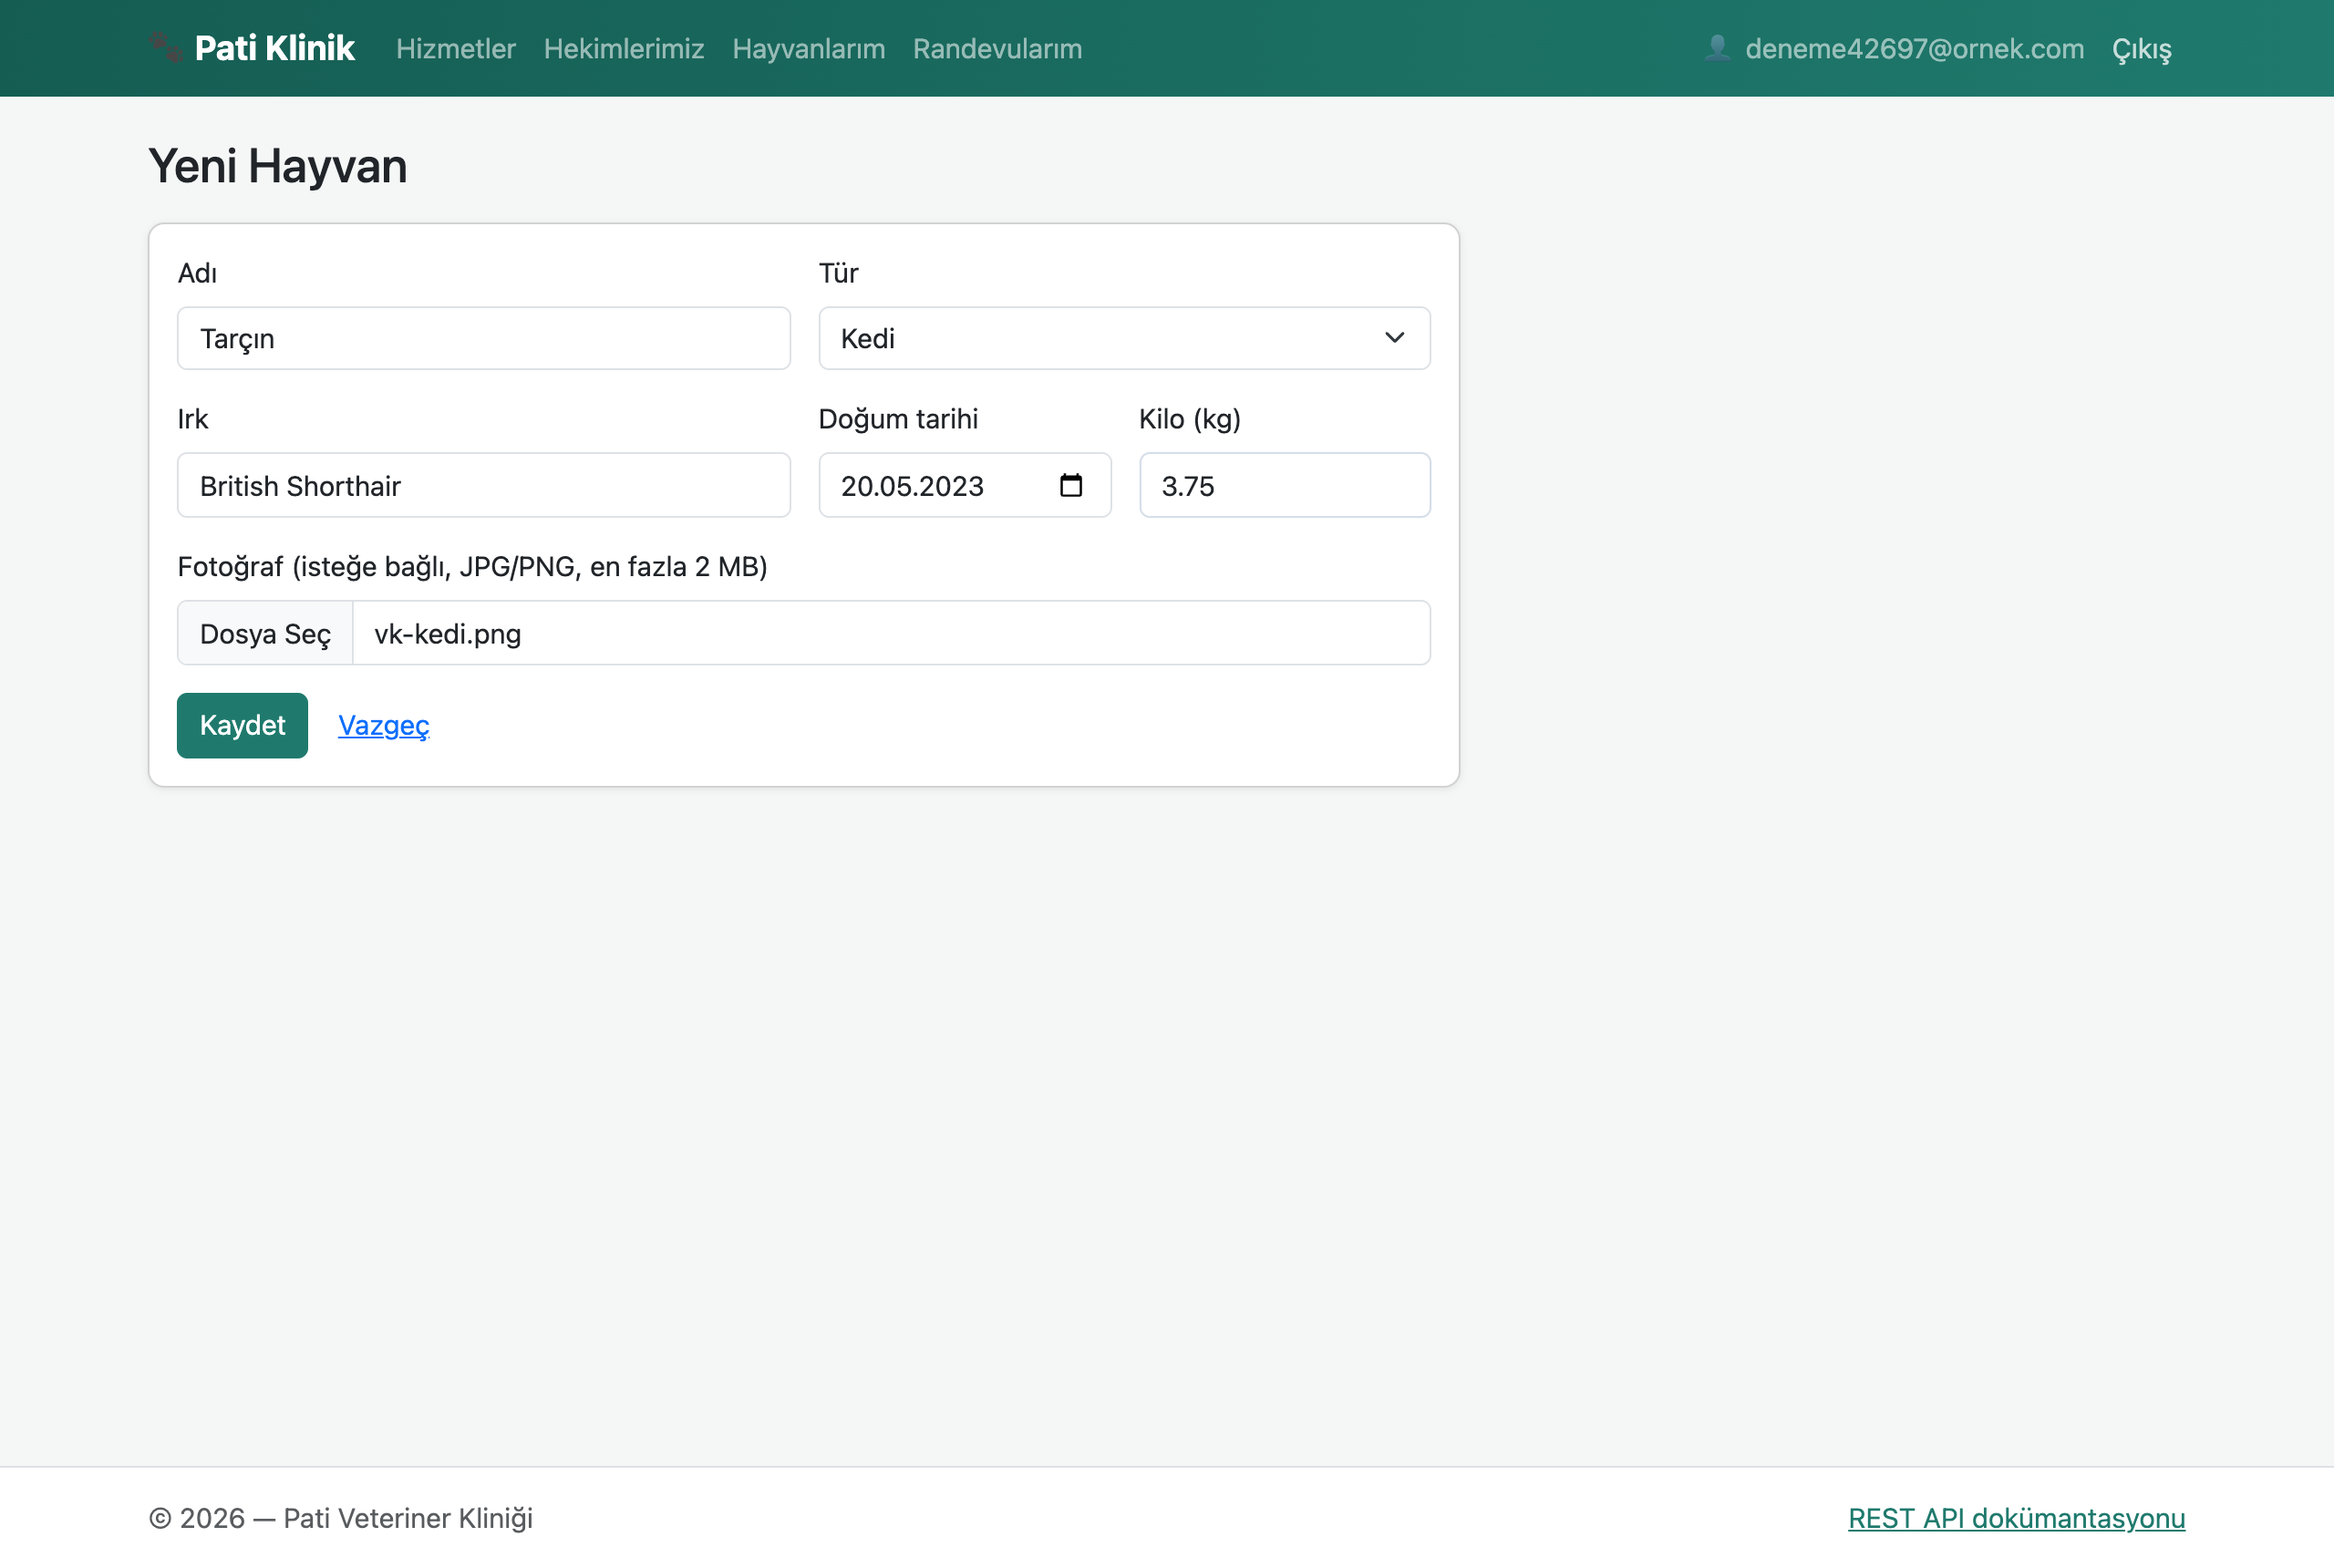 Pati Klinik Hizmetler Hekimlerimiz Hayvanlarım Randevularım deneme42697@ornek.com Çıkış
Yeni Hayvan
Adı Tür
Tarçın Kedi
Irk Doğum tarihi Kilo (kg)
British Shorthair 20.05.2023 3.75
Fotoğraf (isteğe bağlı, JPG/PNG, en fazla 2 MB)
Dosya Seç vk-kedi.png
Kaydet Vazgeç
© 2026 — Pati Veteriner Kliniği REST API dokümantasyonu